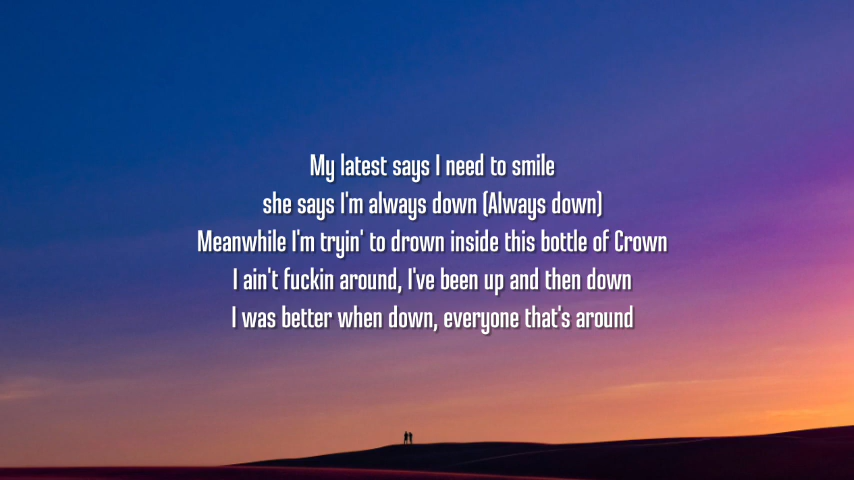 My latest says I need to smile
she says I'm always down (Always down)
Meanwhile I'm tryin' to drown inside this bottle of Crown
I ain't fuckin around, I've been up and then down
I was better when down, everyone that's around